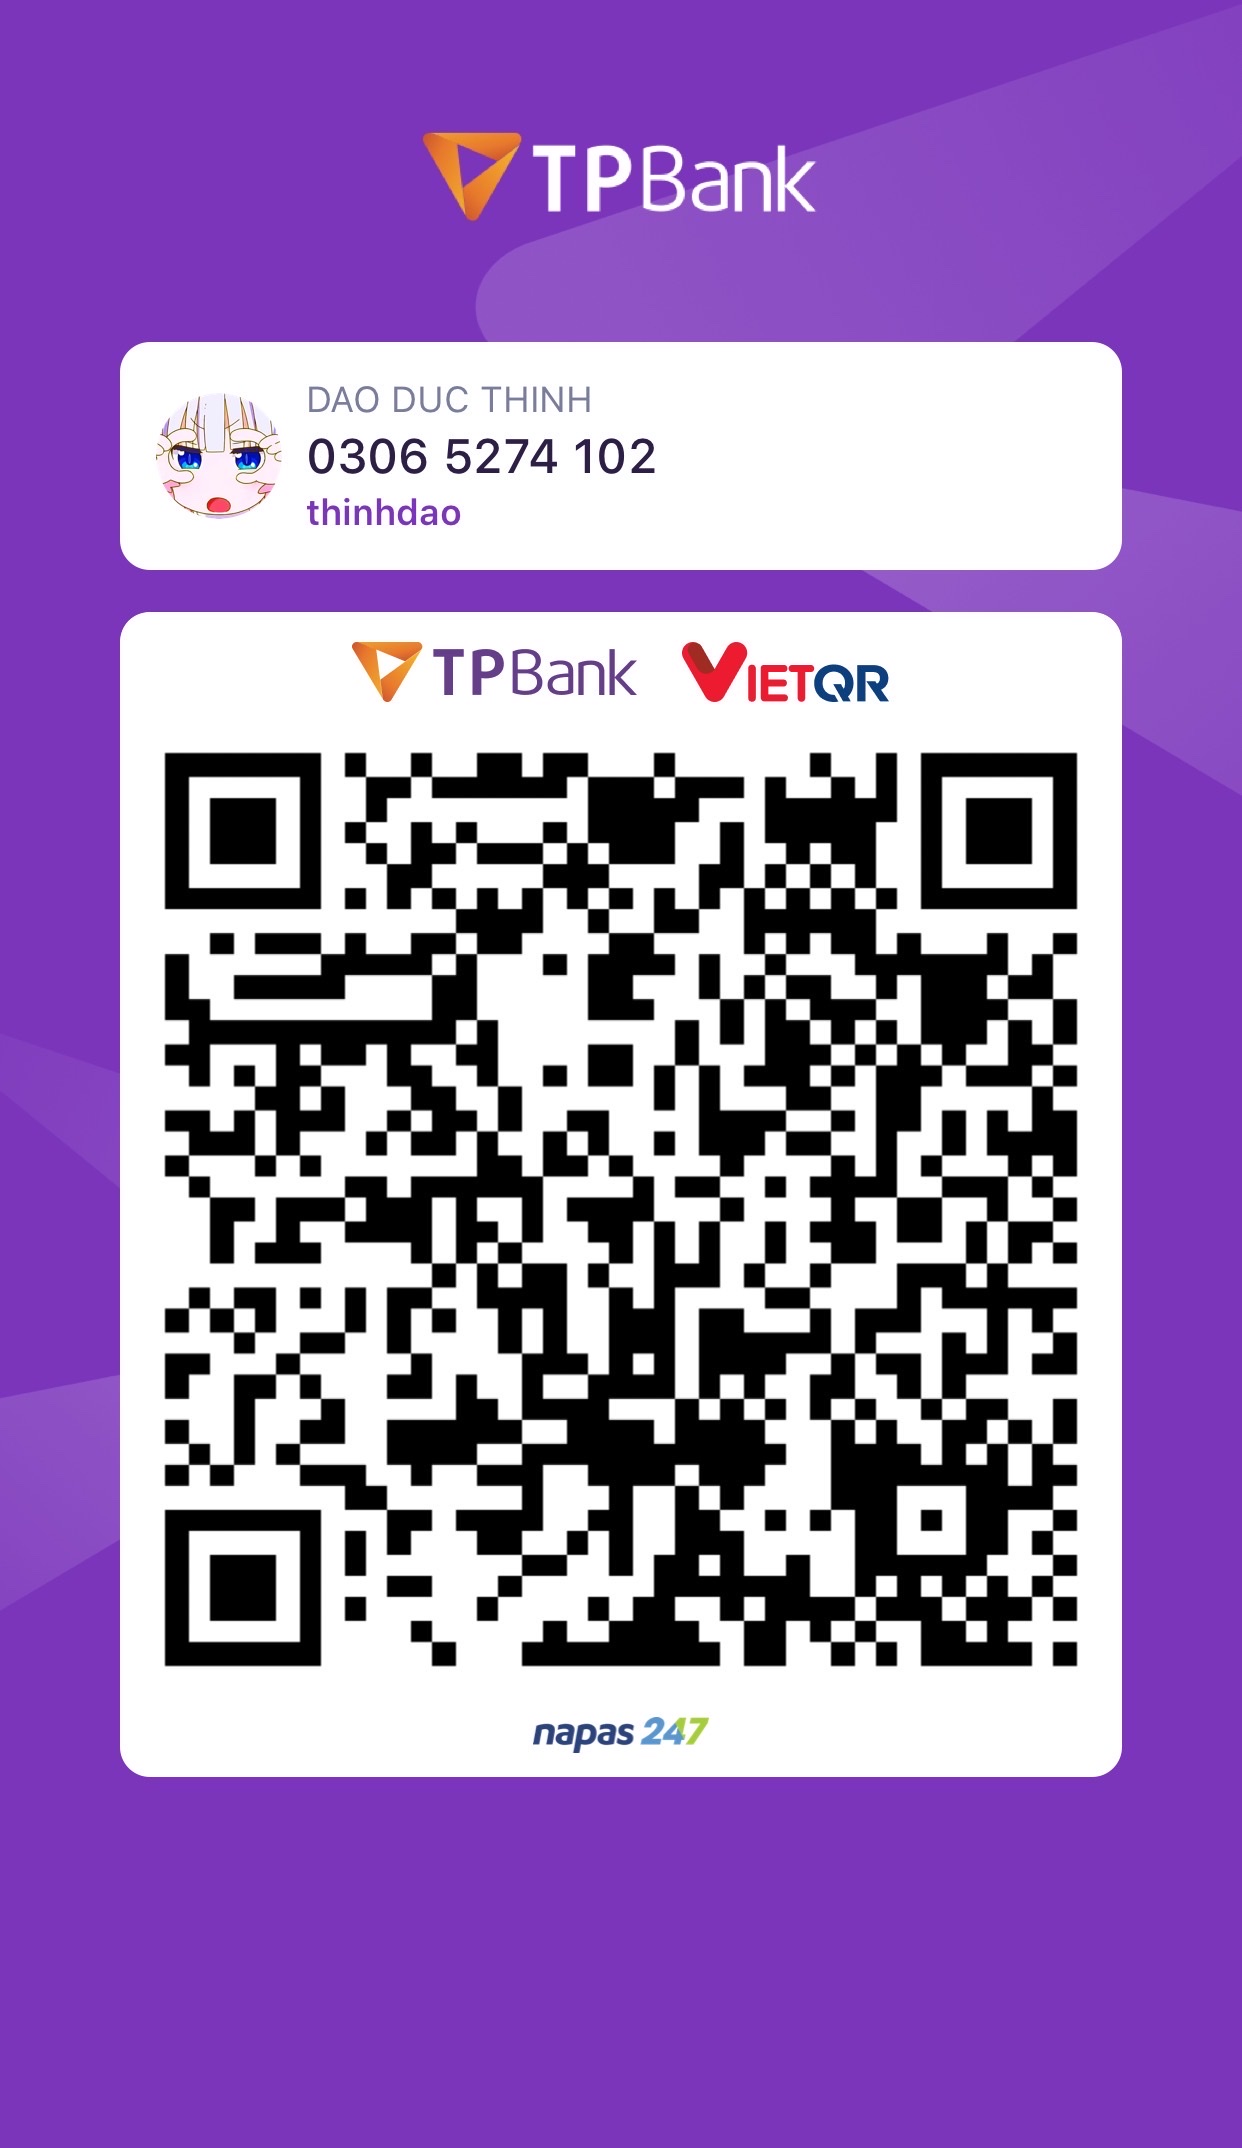 TPBank
DAO DUC THINH
0306 5274 102
thinhdao
TPBank VIETQR
napas 247